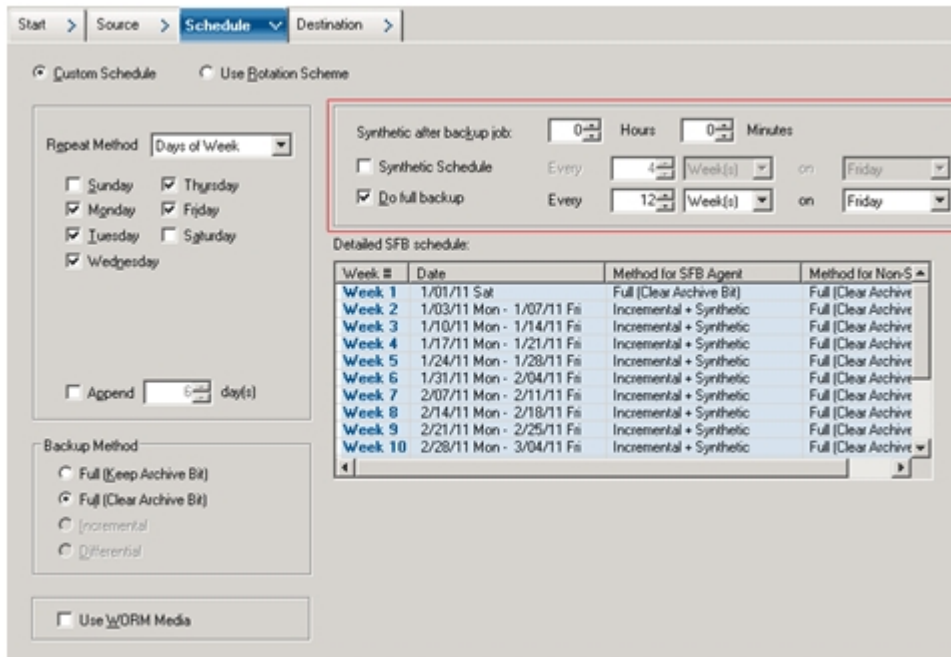 Start > Source > Schedule Destination >
Custom Schedule Use Rotation Scheme
Repeat Method Days of Week
Sunday Thursday
Monday Friday
Tuesday Saturday
Wednesday
Append 6 day(s)
Backup Method
Full (Keep Archive Bit)
Full (Clear Archive Bit)
Incremental
Differential
Use WORM Media
Synthetic after backup job: 0 Hours 0 Minutes
Synthetic Schedule Every 4 Week(s) on Friday
Do full backup Every 12 Week(s) on Friday
Detailed SFB schedule:
Week # Date Method for SFB Agent Method for Non-S
Week 1 1/01/11 Sat Full (Clear Archive Bit) Full (Clear Archive
Week 2 1/03/11 Mon - 1/07/11 Fri Incremental + Synthetic Full (Clear Archive
Week 3 1/10/11 Mon - 1/14/11 Fri Incremental + Synthetic Full (Clear Archive
Week 4 1/17/11 Mon - 1/21/11 Fri Incremental + Synthetic Full (Clear Archive
Week 5 1/24/11 Mon - 1/28/11 Fri Incremental + Synthetic Full (Clear Archive
Week 6 1/31/11 Mon - 2/04/11 Fri Incremental + Synthetic Full (Clear Archive
Week 7 2/07/11 Mon - 2/11/11 Fri Incremental + Synthetic Full (Clear Archive
Week 8 2/14/11 Mon - 2/18/11 Fri Incremental + Synthetic Full (Clear Archive
Week 9 2/21/11 Mon - 2/25/11 Fri Incremental + Synthetic Full (Clear Archive
Week 10 2/28/11 Mon - 3/04/11 Fri Incremental + Synthetic Full (Clear Archive